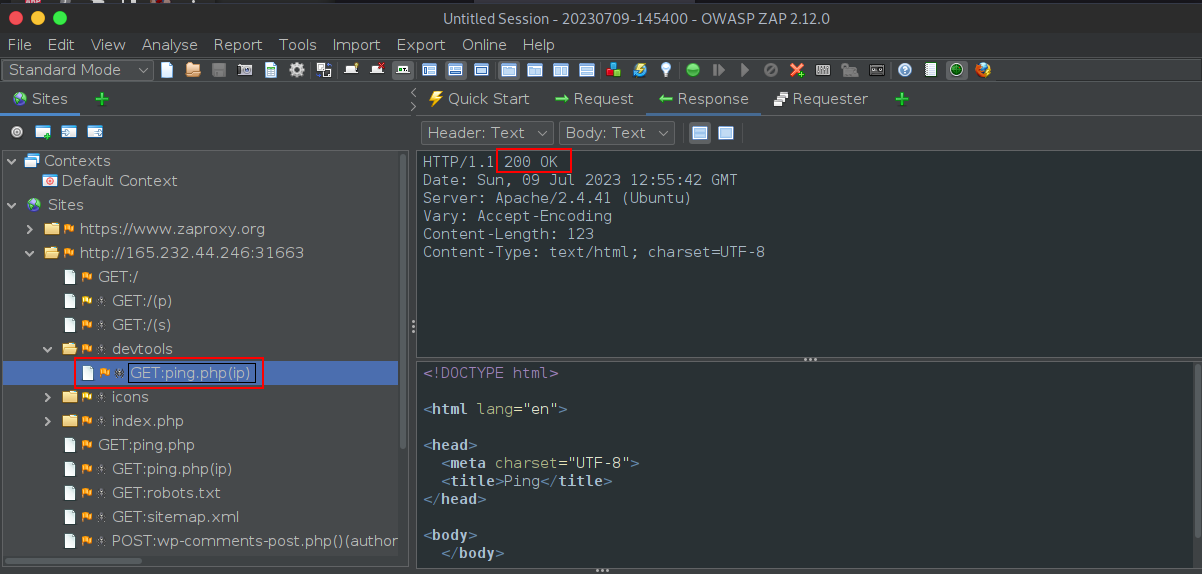 Untitled Session - 20230709-145400 - OWASP ZAP 2.12.0
File Edit View Analyse Report Tools Import Export Online Help
Standard Mode
Sites
Quick Start Request Response Requester
Header: Text Body: Text
Contexts
Default Context
Sites
https://www.zaproxy.org
http://165.232.44.246:31663
GET:/
GET:/(p)
GET:/(s)
devtools
GET:ping.php(ip)
icons
index.php
GET:ping.php
GET:ping.php(ip)
GET:robots.txt
GET:sitemap.xml
POST:wp-comments-post.php()(author
HTTP/1.1 200 OK
Date: Sun, 09 Jul 2023 12:55:42 GMT
Server: Apache/2.4.41 (Ubuntu)
Vary: Accept-Encoding
Content-Length: 123
Content-Type: text/html; charset=UTF-8
<!DOCTYPE html>
<html lang="en">
<head>
<meta charset="UTF-8">
<title>Ping</title>
</head>
<body>
</body>